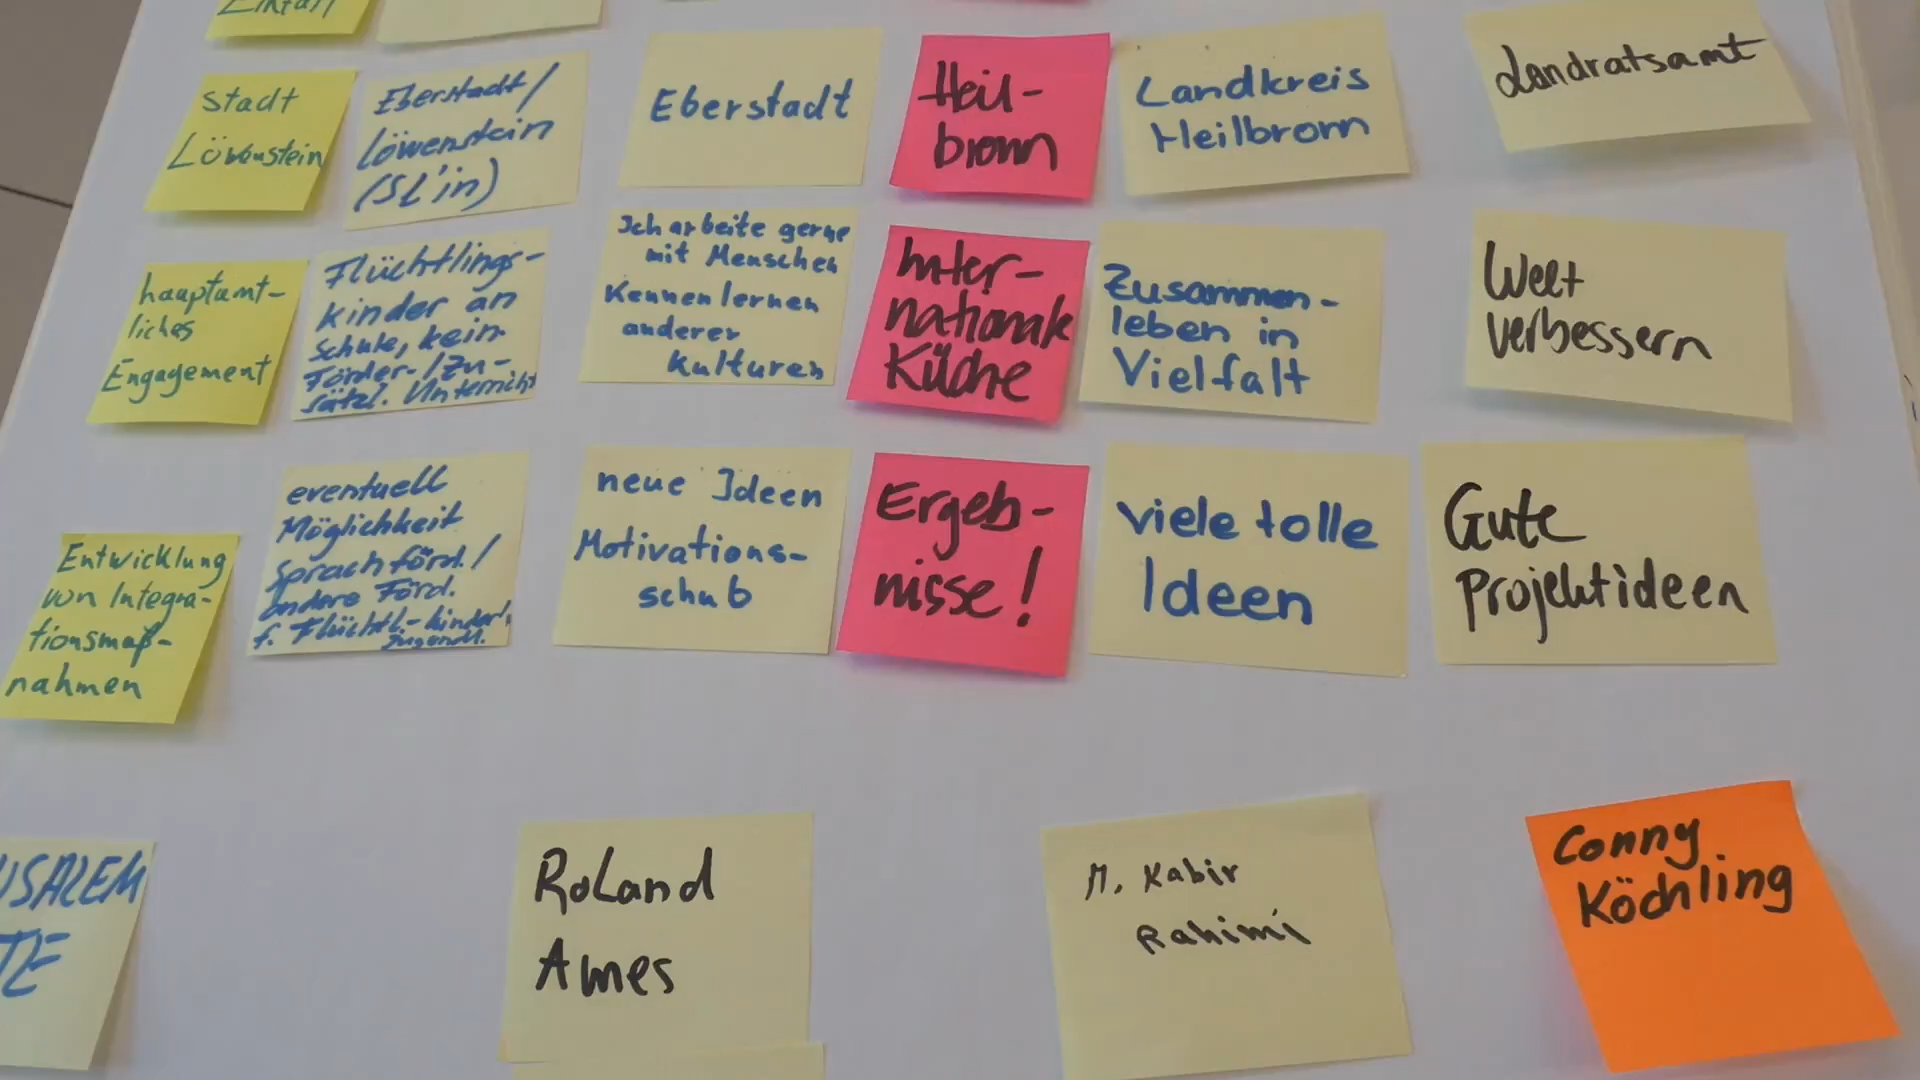 Stadt
Löwenstein
Eberstadt/
Löwenstein
(SL'in)
Eberstadt
Heil-
bronn
Landkreis
Heilbronn
Landratsamt
hauptamt-
liches
Engagement
Flüchtlings-
kinder an
Schule, kein
Förder-/Zu-
sätzl. Unterricht
Ich arbeite gerne
mit Menschen
Kennenlernen
anderer
Kulturen
Inter-
nationale
Küche
Zusammen-
leben in
Vielfalt
Welt
verbessern
Entwicklung
von Integra-
tionsmaß-
nahmen
eventuell
Möglichkeit
Sprachförd./
andere Förd.
f. Flüchtl.-kinder/
jugendl.
neue Ideen
Motivations-
schub
Ergeb-
nisse!
viele tolle
Ideen
Gute
Projektideen
USALEM
TE
Roland
Ames
M. Kabir
Rahimi
Conny
Köchling